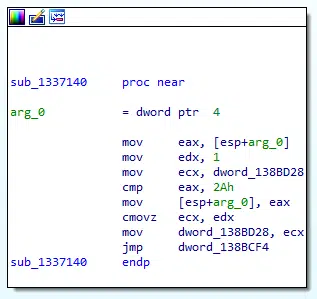 sub_1337140 proc near
arg_0 = dword ptr 4
mov eax, [esp+arg_0]
mov edx, 1
mov ecx, dword_138BD28
cmp eax, 2Ah
mov [esp+arg_0], eax
cmovz ecx, edx
mov dword_138BD28, ecx
jmp dword_138BCF4
sub_1337140 endp